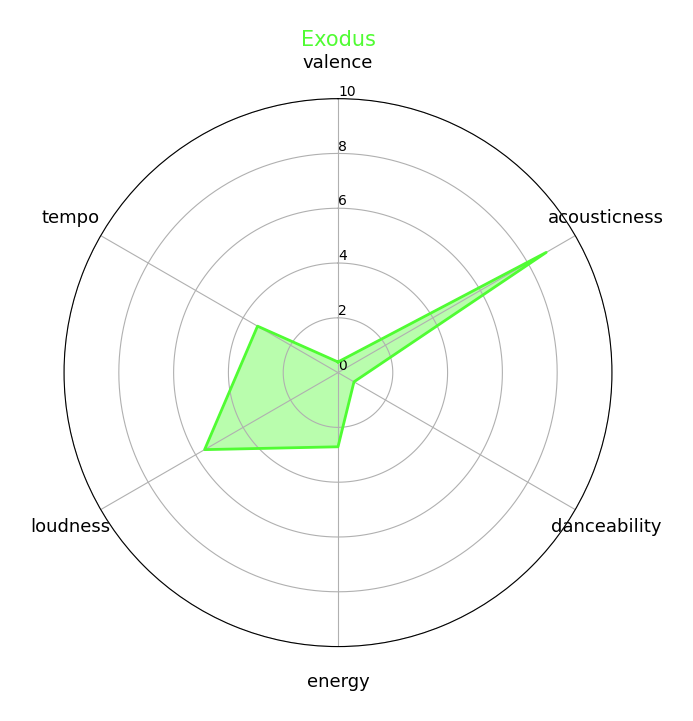 Exodus
valence
10
8
6
4
2
0
tempo
acousticness
loudness
danceability
energy